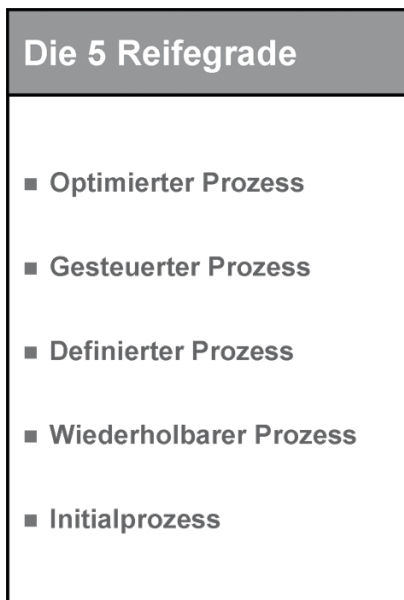 Die 5 Reifegrade
Optimierter Prozess
Gesteuerter Prozess
Definierter Prozess
Wiederholbarer Prozess
Initialprozess